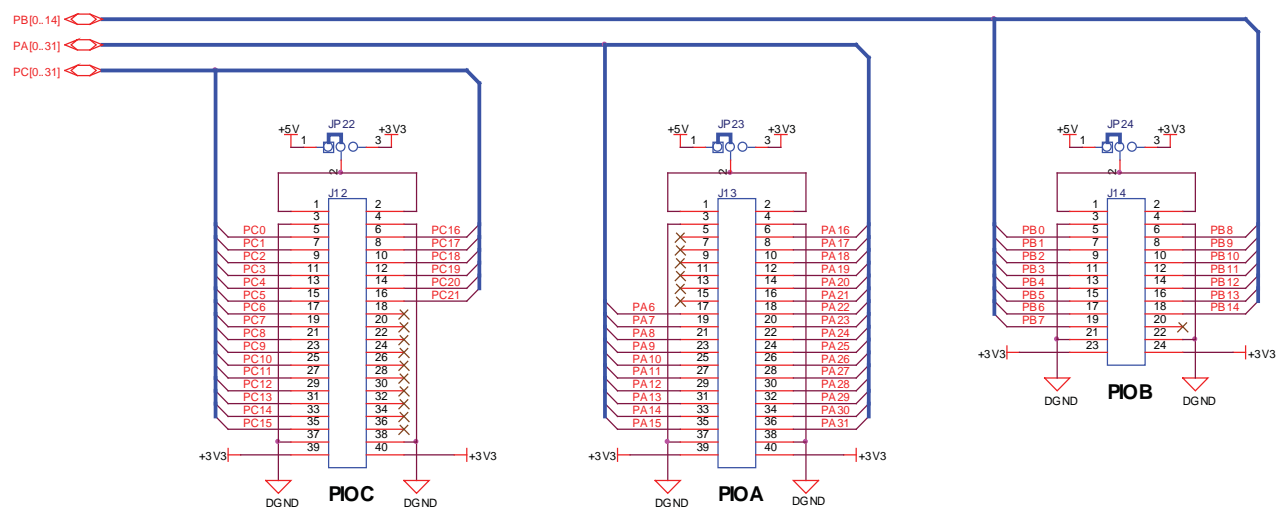 PB[0..14]
PA[0..31]
PC[0..31]
JP22
+5V 1 3 +3V3
2
J12
1 2
3 4
PC0 5 6 PC16
PC1 7 8 PC17
PC2 9 10 PC18
PC3 11 12 PC19
PC4 13 14 PC20
PC5 15 16 PC21
PC6 17 18
PC7 19 20
PC8 21 22
PC9 23 24
PC10 25 26
PC11 27 28
PC12 29 30
PC13 31 32
PC14 33 34
PC15 35 36
37 38
+3V3 39 40 +3V3
DGND PIOC DGND
JP23
+5V 1 3 +3V3
2
J13
1 2
3 4
5 6 PA16
7 8 PA17
9 10 PA18
11 12 PA19
13 14 PA20
15 16 PA21
PA6 17 18 PA22
PA7 19 20 PA23
PA8 21 22 PA24
PA9 23 24 PA25
PA10 25 26 PA26
PA11 27 28 PA27
PA12 29 30 PA28
PA13 31 32 PA29
PA14 33 34 PA30
PA15 35 36 PA31
37 38
+3V3 39 40 +3V3
DGND PIOA DGND
JP24
+5V 1 3 +3V3
2
J14
1 2
3 4
PB0 5 6 PB8
PB1 7 8 PB9
PB2 9 10 PB10
PB3 11 12 PB11
PB4 13 14 PB12
PB5 15 16 PB13
PB6 17 18 PB14
PB7 19 20
21 22
+3V3 23 24 +3V3
DGND PIOB DGND